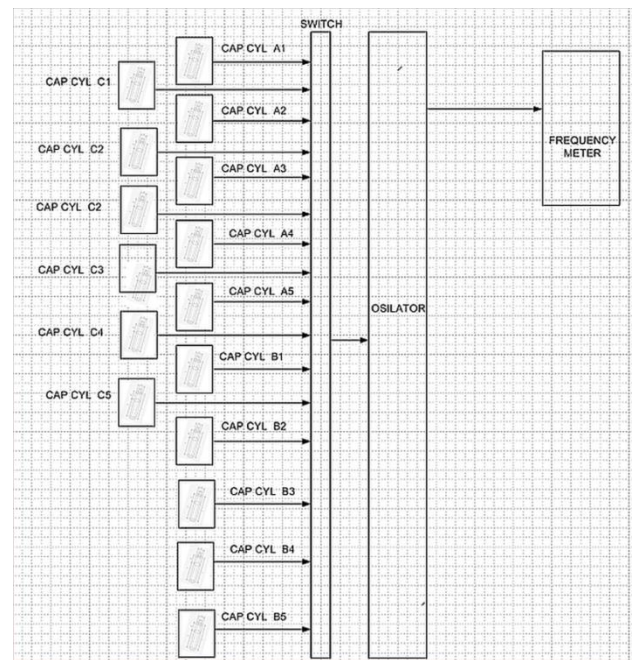 SWITCH
CAP CYL A1
CAP CYL C1
CAP CYL A2
CAP CYL C2
CAP CYL A3
CAP CYL C2
CAP CYL A4
CAP CYL C3
CAP CYL A5
CAP CYL C4
CAP CYL B1
CAP CYL C5
CAP CYL B2
CAP CYL B3
CAP CYL B4
CAP CYL B5
OSILATOR
FREQUENCY
METER